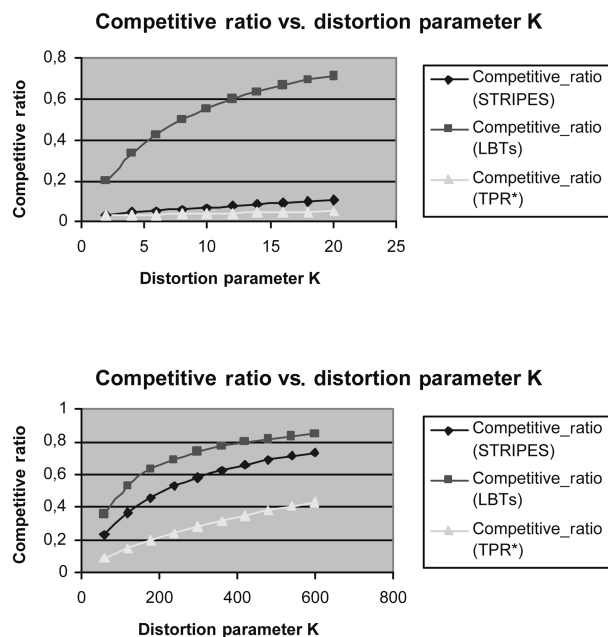 Competitive ratio vs. distortion parameter K
Competitive ratio
0,8
0,6
0,4
0,2
0
0
5
10
15
20
25
Distortion parameter K
Competitive_ratio
(STRIPES)
Competitive_ratio
(LBTs)
Competitive_ratio
(TPR*)
Competitive ratio vs. distortion parameter K
Competitive ratio
1
0,8
0,6
0,4
0,2
0
0
200
400
600
800
Distortion parameter K
Competitive_ratio
(STRIPES)
Competitive_ratio
(LBTs)
Competitive_ratio
(TPR*)